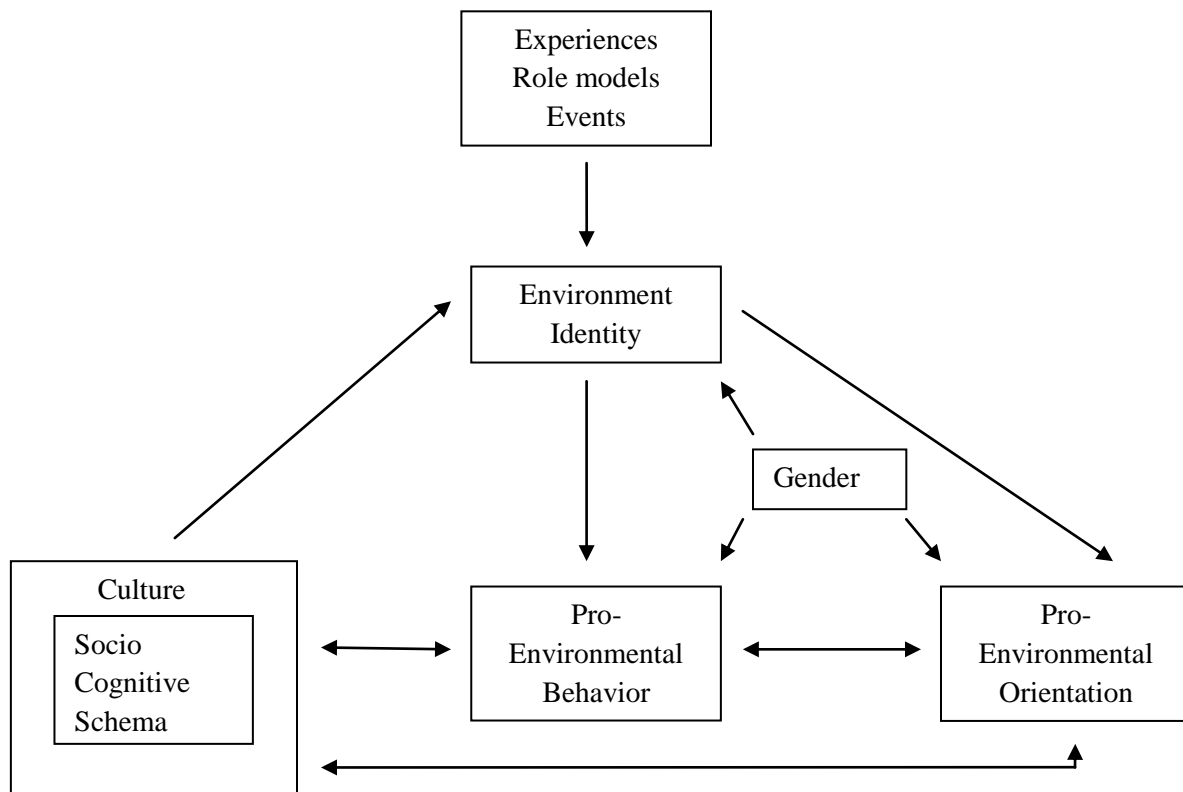 Experiences
Role models
Events
Environment
Identity
Gender
Culture
Socio
Cognitive
Schema
Pro-
Environmental
Behavior
Pro-
Environmental
Orientation